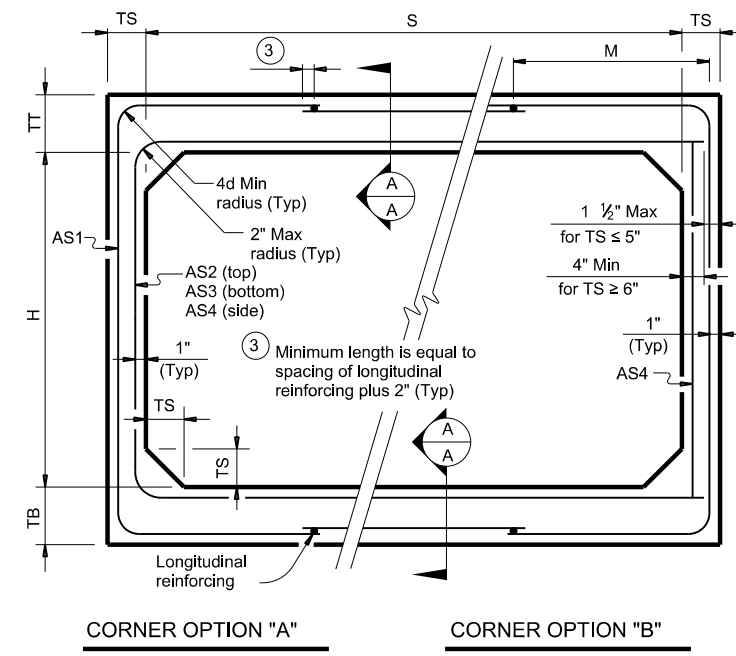 TS
S
TS
3
M
TT
A
A
4d Min
radius (Typ)
1 ½" Max
for TS ≤ 5"
2" Max
radius (Typ)
AS1
AS2 (top)
AS3 (bottom)
AS4 (side)
4" Min
for TS ≥ 6"
H
1"
(Typ)
3
Minimum length is equal to
spacing of longitudinal
reinforcing plus 2" (Typ)
1"
(Typ)
AS4
TS
TS
A
A
TB
Longitudinal
reinforcing
CORNER OPTION "A"
CORNER OPTION "B"